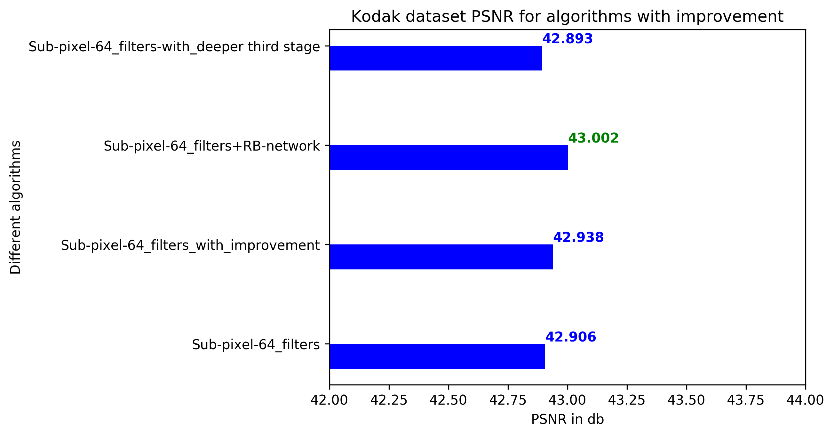 Kodak dataset PSNR for algorithms with improvement
Sub-pixel-64_filters-with_deeper third stage
42.893
Sub-pixel-64_filters+RB-network
43.002
Sub-pixel-64_filters_with_improvement
42.938
Sub-pixel-64_filters
42.906
Different algorithms
42.00 42.25 42.50 42.75 43.00 43.25 43.50 43.75 44.00
PSNR in db